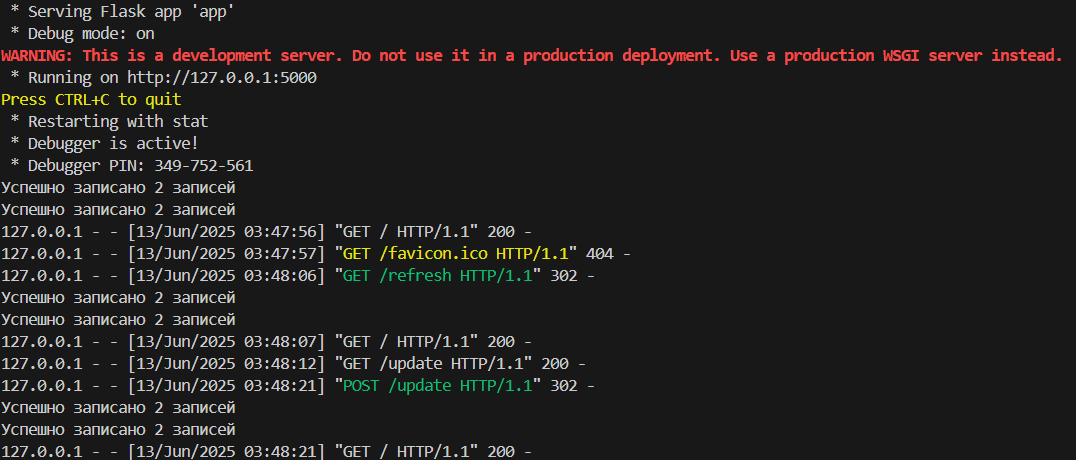 * Serving Flask app 'app'
* Debug mode: on
WARNING: This is a development server. Do not use it in a production deployment. Use a production WSGI server instead.
* Running on http://127.0.0.1:5000
Press CTRL+C to quit
* Restarting with stat
* Debugger is active!
* Debugger PIN: 349-752-561
Успешно записано 2 записей
Успешно записано 2 записей
127.0.0.1 - - [13/Jun/2025 03:47:56] "GET / HTTP/1.1" 200 -
127.0.0.1 - - [13/Jun/2025 03:47:57] "GET /favicon.ico HTTP/1.1" 404 -
127.0.0.1 - - [13/Jun/2025 03:48:06] "GET /refresh HTTP/1.1" 302 -
Успешно записано 2 записей
Успешно записано 2 записей
127.0.0.1 - - [13/Jun/2025 03:48:07] "GET / HTTP/1.1" 200 -
127.0.0.1 - - [13/Jun/2025 03:48:12] "GET /update HTTP/1.1" 200 -
127.0.0.1 - - [13/Jun/2025 03:48:21] "POST /update HTTP/1.1" 302 -
Успешно записано 2 записей
Успешно записано 2 записей
127.0.0.1 - - [13/Jun/2025 03:48:21] "GET / HTTP/1.1" 200 -